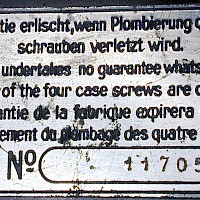 tie erlischt, wenn Plombierung d
schrauben verletzt wird.
undertakes no guarantee whats
of the four case screws are d
antie de la fabrique expirera
ement du plombage des quatre
No 11705